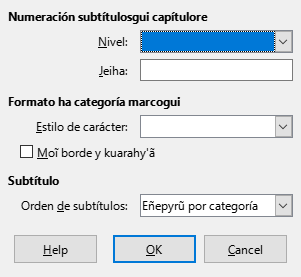 Numeración subtítulosgui capítulore
Nivel:
Jeiha:
Formato ha categoría marcogui
Estilo de carácter:
Moĩ borde y kuarahy'ã
Subtítulo
Orden de subtítulos: Eñepyrũ por categoría
Help OK Cancel